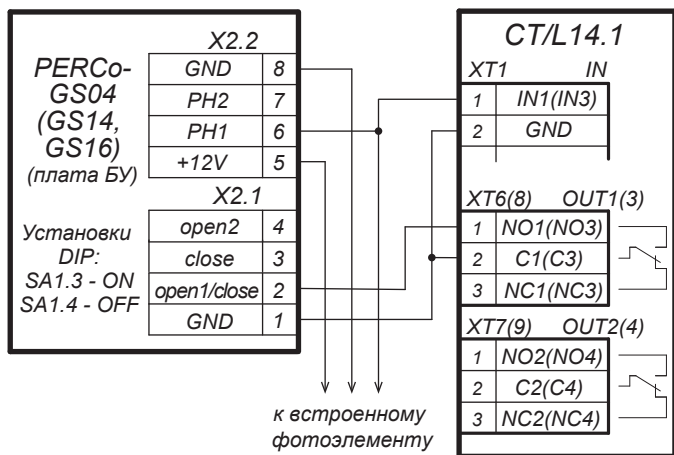 PERCo-
GS04
(GS14,
GS16)
(плата БУ)
Установки
DIP:
SA1.3 - ON
SA1.4 - OFF
X2.2
GND 8
PH2 7
PH1 6
+12V 5
X2.1
open2 4
close 3
open1/close 2
GND 1
к встроенному
фотоэлементу
CT/L14.1
XT1 IN
1 IN1(IN3)
2 GND
XT6(8) OUT1(3)
1 NO1(NO3)
2 C1(C3)
3 NC1(NC3)
XT7(9) OUT2(4)
1 NO2(NO4)
2 C2(C4)
3 NC2(NC4)